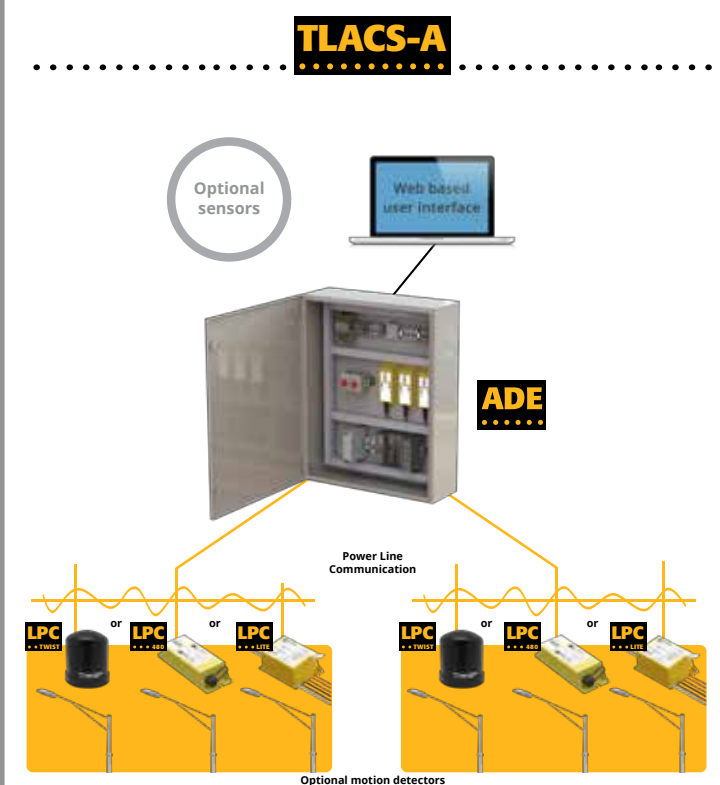 TLACS-A
Optional
sensors
Web based
user interface
ADE
Power Line
Communication
LPC
TWIST
or
LPC
480
or
LPC
LITE
LPC
TWIST
or
LPC
480
or
LPC
LITE
Optional motion detectors